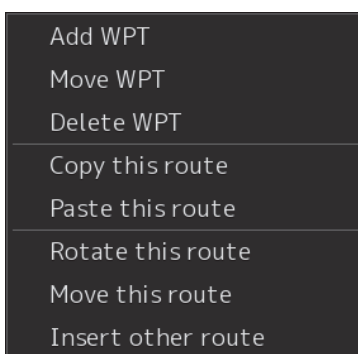 Add WPT
Move WPT
Delete WPT
Copy this route
Paste this route
Rotate this route
Move this route
Insert other route